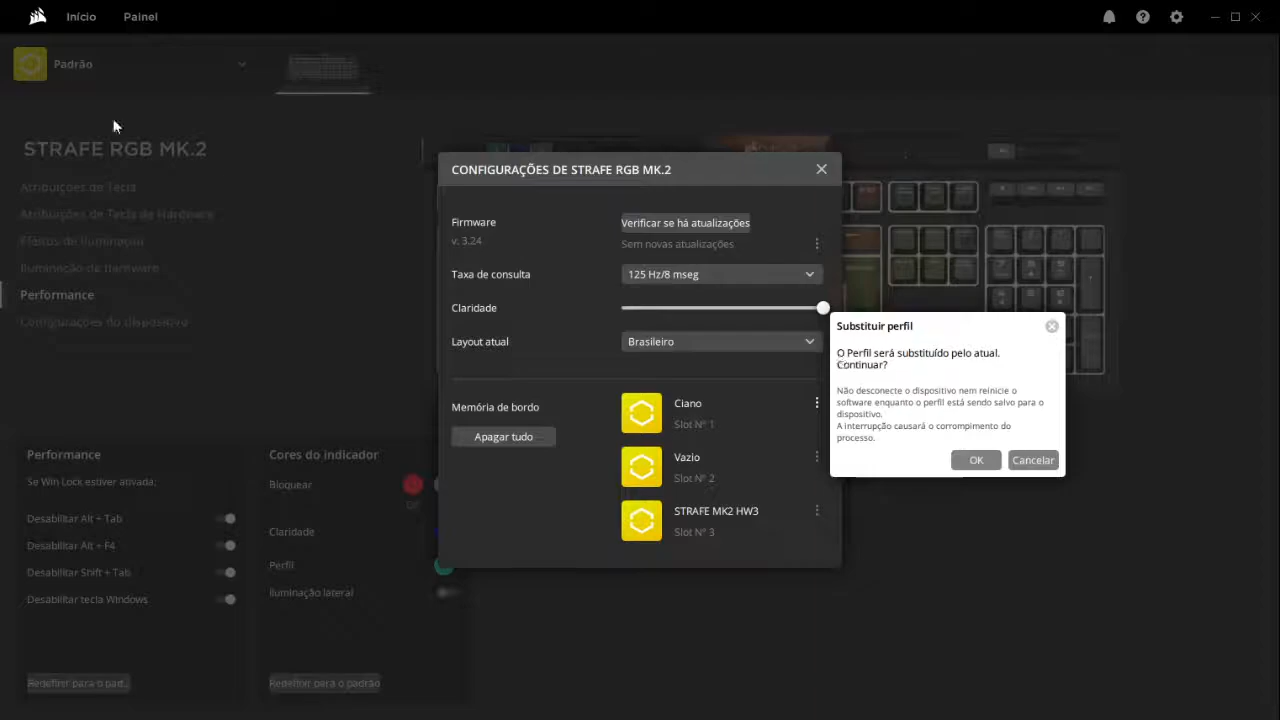 Início
Painel
Padrão
STRAFE RGB MK.2
Atribuições de Tecla
Atribuições de Tecla de Hardware
Efeitos de Iluminação
Iluminação de Hardware
Performance
Configurações do dispositivo
CONFIGURAÇÕES DE STRAFE RGB MK.2
Firmware
v. 3.24
Verificar se há atualizações
Sem novas atualizações
Taxa de consulta
125 Hz/8 mseg
Claridade
Layout atual
Brasileiro
Memória de bordo
Apagar tudo
Ciano
Slot Nº 1
Vazio
Slot Nº 2
STRAFE MK2 HW3
Slot Nº 3
Substituir perfil
O Perfil será substituído pelo atual.
Continuar?
Não desconecte o dispositivo nem reinicie o
software enquanto o perfil está sendo salvo para o
dispositivo.
A interrupção causará o corrompimento do
processo.
OK
Cancelar
Performance
Se Win Lock estiver ativada;
Desabilitar Alt + Tab
Desabilitar Alt + F4
Desabilitar Shift + Tab
Desabilitar tecla Windows
Redefinir para o pad...
Cores do indicador
Bloquear
Claridade
Perfil
Iluminação lateral
Redefinir para o padrão